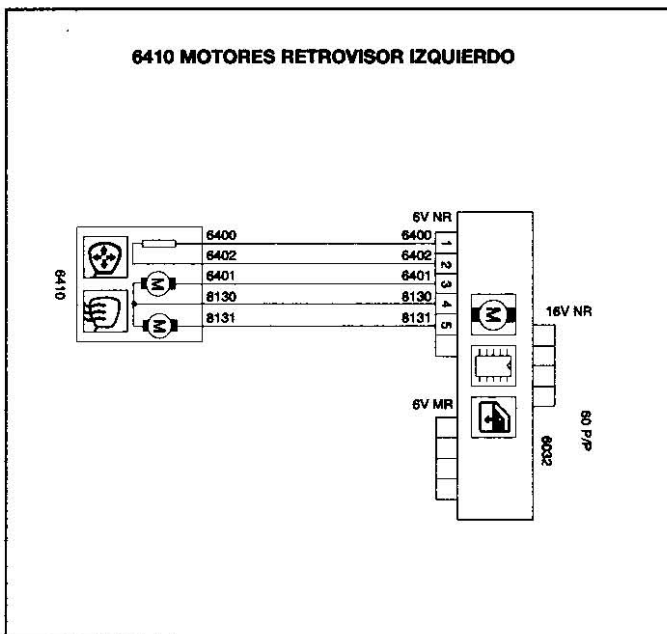 6410 MOTORES RETROVISOR IZQUIERDO
6V NR
6400 6400 1
6402 6402 2
6401 6401 3
8130 8130 4
8131 8131 5
6410
M
M
M
16V NR
6V MR
6032
60 P/P